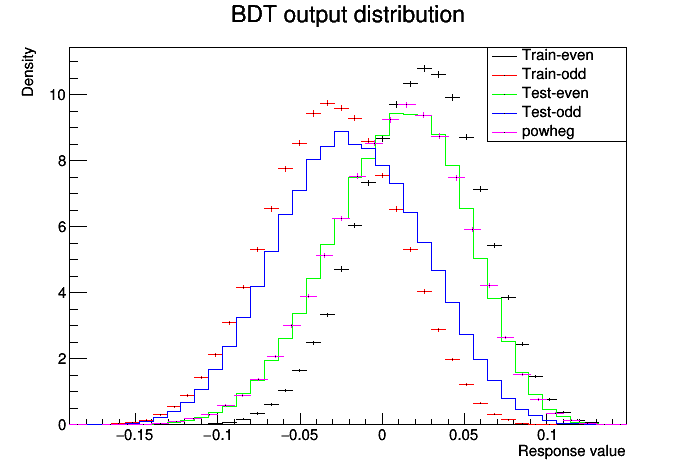 BDT output distribution
Density
Train-even
Train-odd
Test-even
Test-odd
powheg
10
8
6
4
2
0
−0.15
−0.1
−0.05
0
0.05
0.1
Response value